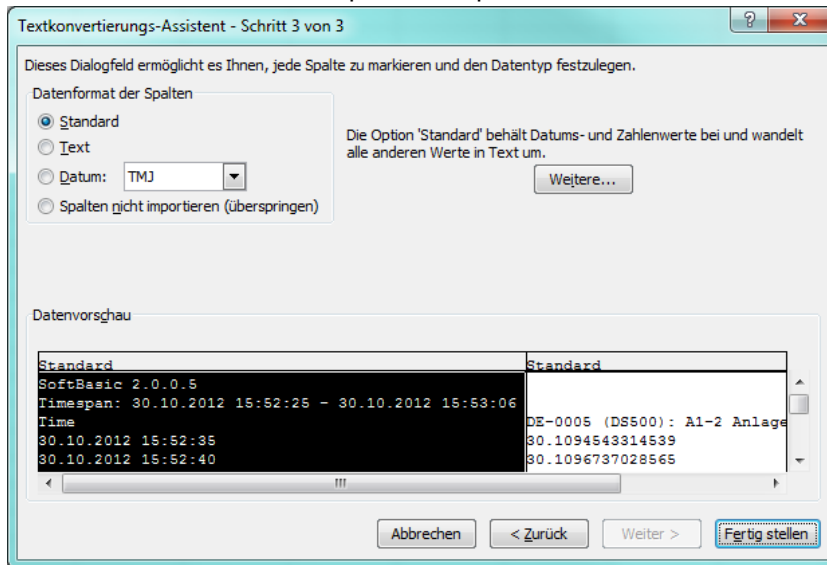 Textkonvertierungs-Assistent - Schritt 3 von 3
Dieses Dialogfeld ermöglicht es Ihnen, jede Spalte zu markieren und den Datentyp festzulegen.
Datenformat der Spalten
Standard
Text
Datum: TMJ
Spalten nicht importieren (überspringen)
Die Option 'Standard' behält Datums- und Zahlenwerte bei und wandelt
alle anderen Werte in Text um.
Weitere...
Datenvorschau
Standard Standard
SoftBasic 2.0.0.5
Timespan: 30.10.2012 15:52:25 - 30.10.2012 15:53:06
Time DE-0005 (DS500): A1-2 Anlage
30.10.2012 15:52:35 30.1094543314539
30.10.2012 15:52:40 30.1096737028565
Abbrechen < Zurück Weiter > Fertig stellen